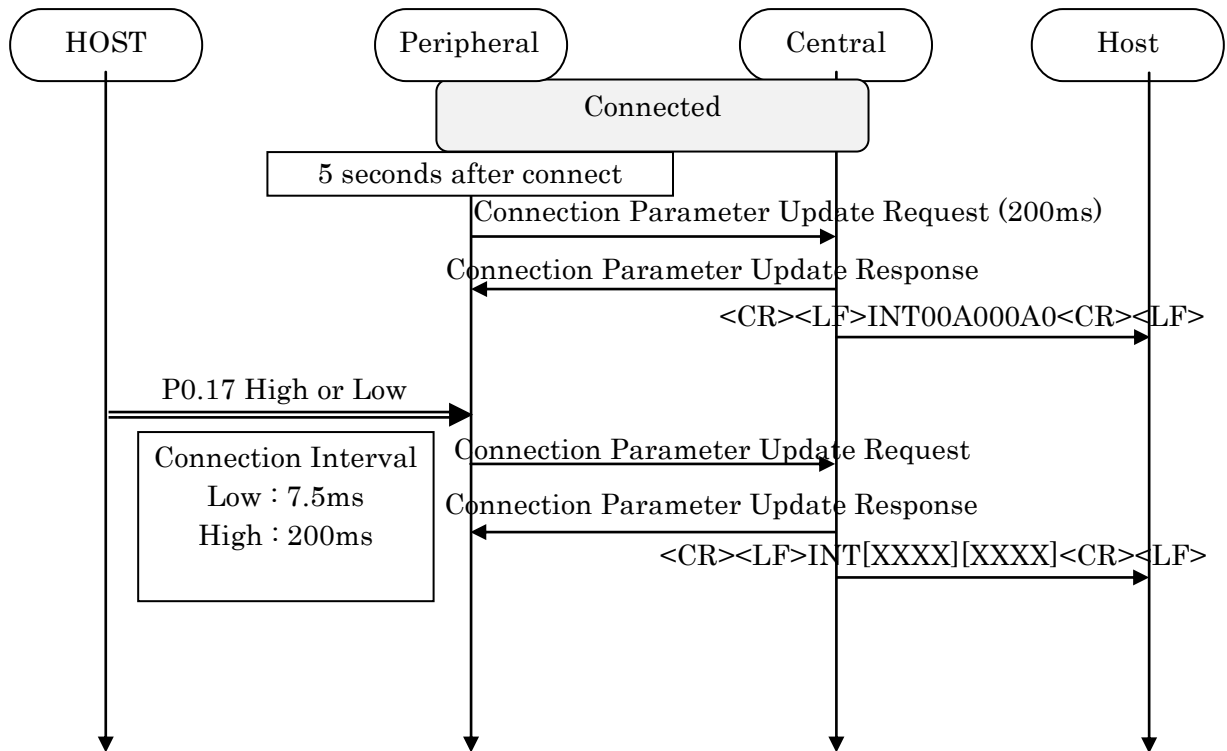 HOST
Peripheral
Central
Host
Connected
5 seconds after connect
Connection Parameter Update Request (200ms)
Connection Parameter Update Response
<CR><LF>INT00A000A0<CR><LF>
P0.17 High or Low
Connection Interval
Low : 7.5ms
High : 200ms
Connection Parameter Update Request
Connection Parameter Update Response
<CR><LF>INT[XXXX][XXXX]<CR><LF>